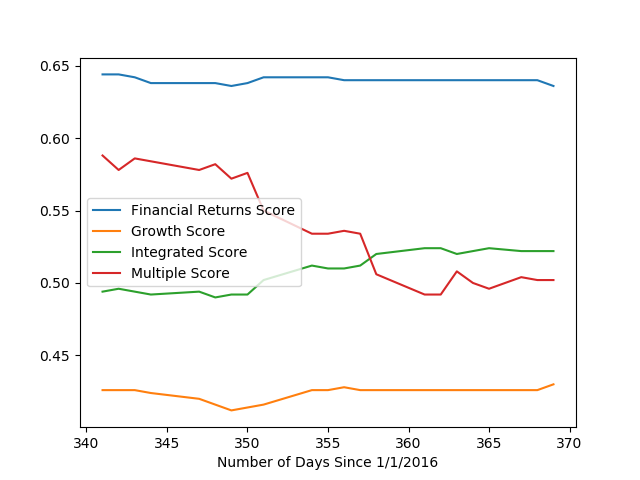 0.65
0.60
0.55
0.50
0.45
Financial Returns Score
Growth Score
Integrated Score
Multiple Score
340 345 350 355 360 365 370
Number of Days Since 1/1/2016